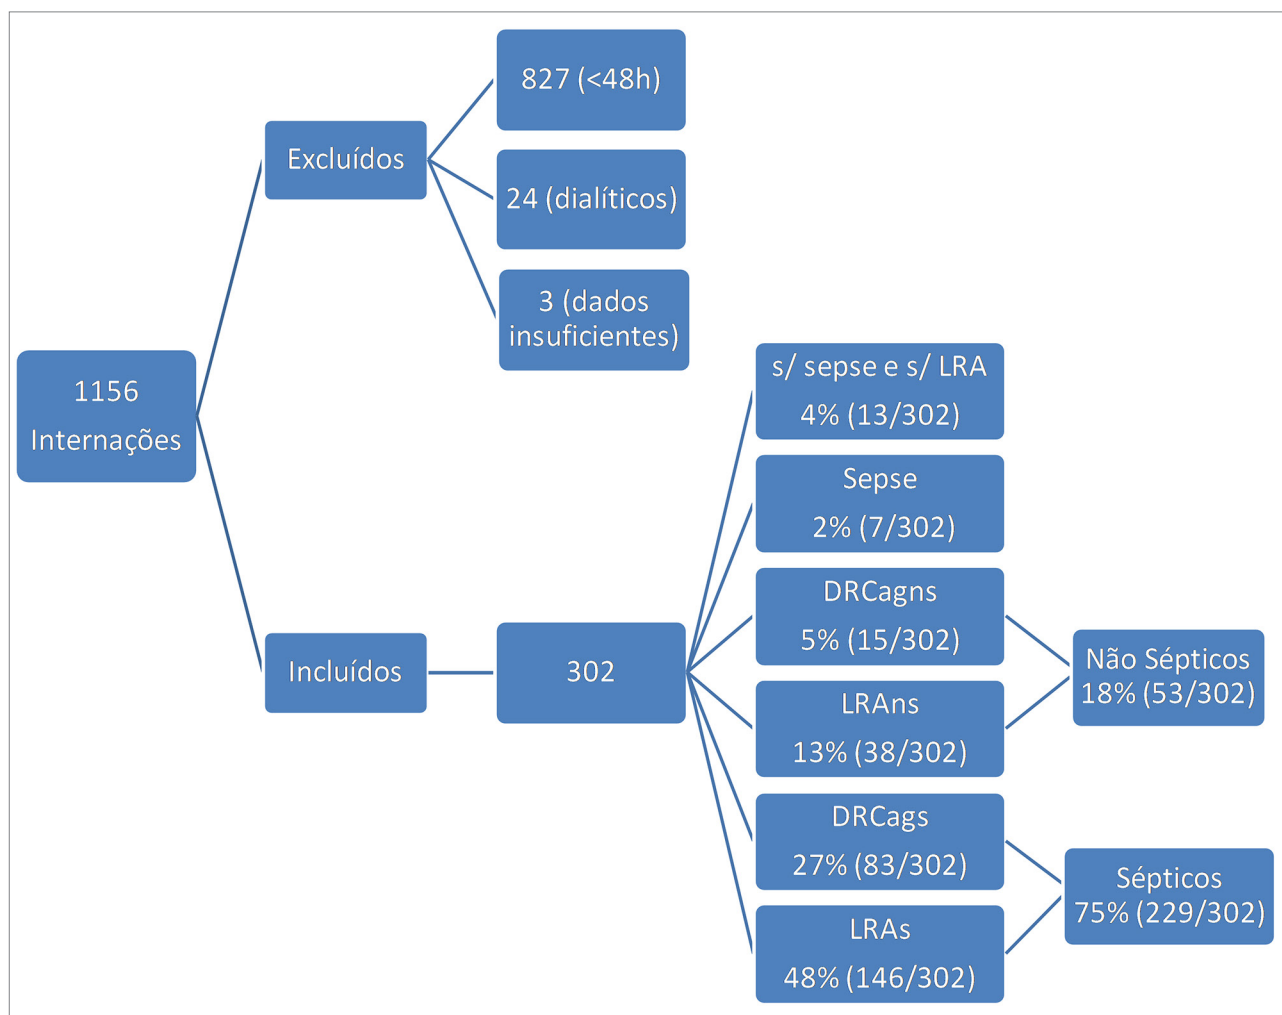 1156
Internações
Excluídos
827 (<48h)
24 (dialíticos)
3 (dados
insuficientes)
Incluídos
302
s/ sepse e s/ LRA
4% (13/302)
Sepse
2% (7/302)
DRCagns
5% (15/302)
LRAns
13% (38/302)
DRCags
27% (83/302)
LRAs
48% (146/302)
Não Sépticos
18% (53/302)
Sépticos
75% (229/302)